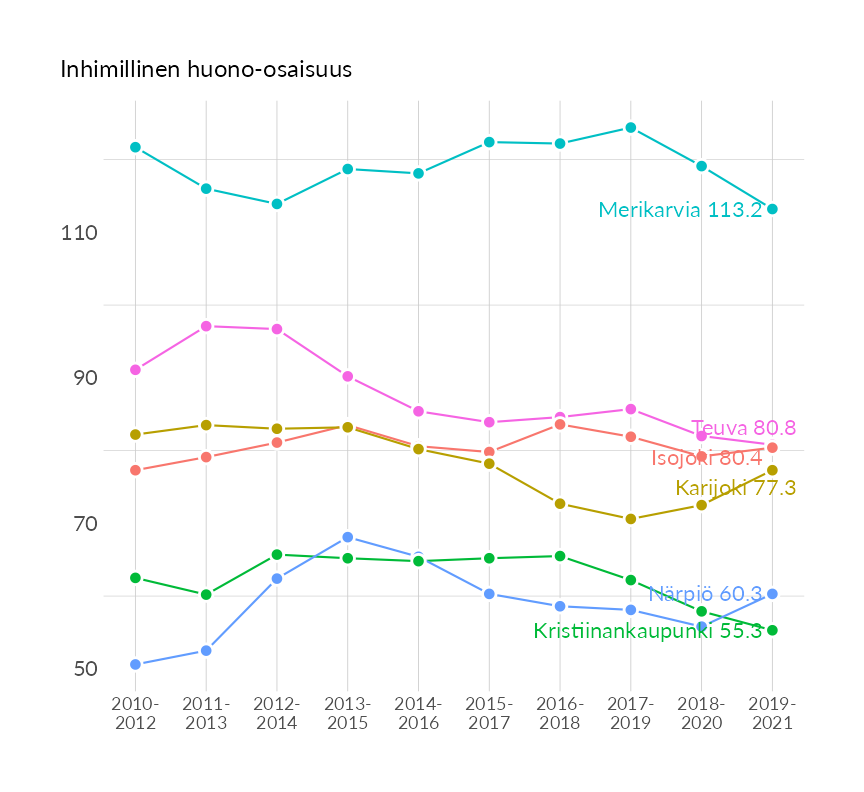 Inhimillinen huono-osaisuus
Merikarvia 113.2
110
90
Teuva 80.8
Isojoki 80.4
Karijoki 77.3
70
Närpiö 60.3
Kristiinankaupunki 55.3
50
2010- 2011- 2012- 2013- 2014- 2015- 2016- 2017- 2018- 2019-
2012 2013 2014 2015 2016 2017 2018 2019 2020 2021